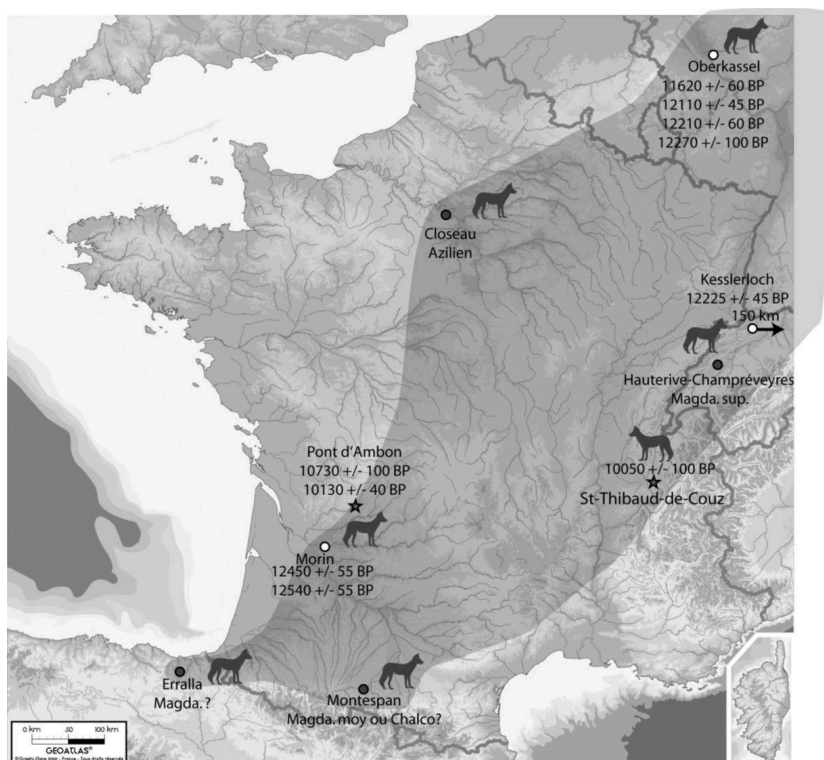 Oberkassel
11620 +/- 60 BP
12110 +/- 45 BP
12210 +/- 60 BP
12270 +/- 100 BP
Closeau
Azilien
Kesslerloch
12225 +/- 45 BP
150 km
Hauterive-Champréveyres
Magda. sup.
Pont d’Ambon
10730 +/- 100 BP
10130 +/- 40 BP
10050 +/- 100 BP
St-Thibaud-de-Couz
Morin
12450 +/- 55 BP
12540 +/- 55 BP
Erralla
Magda. ?
Montespan
Magda. moy ou Chalco?
0 km 50 100 km
GEOATLAS®